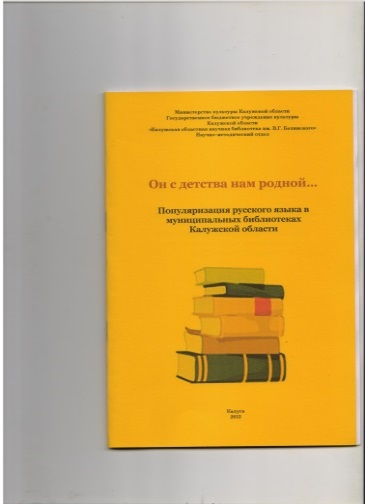 Министерство культуры Калужской области
Государственное бюджетное учреждение культуры
Калужской области
«Калужская областная научная библиотека им. В.Г. Белинского»
Научно-методический отдел
Он с детства нам родной...
Популяризация русского языка в
муниципальных библиотеках
Калужской области
Калуга